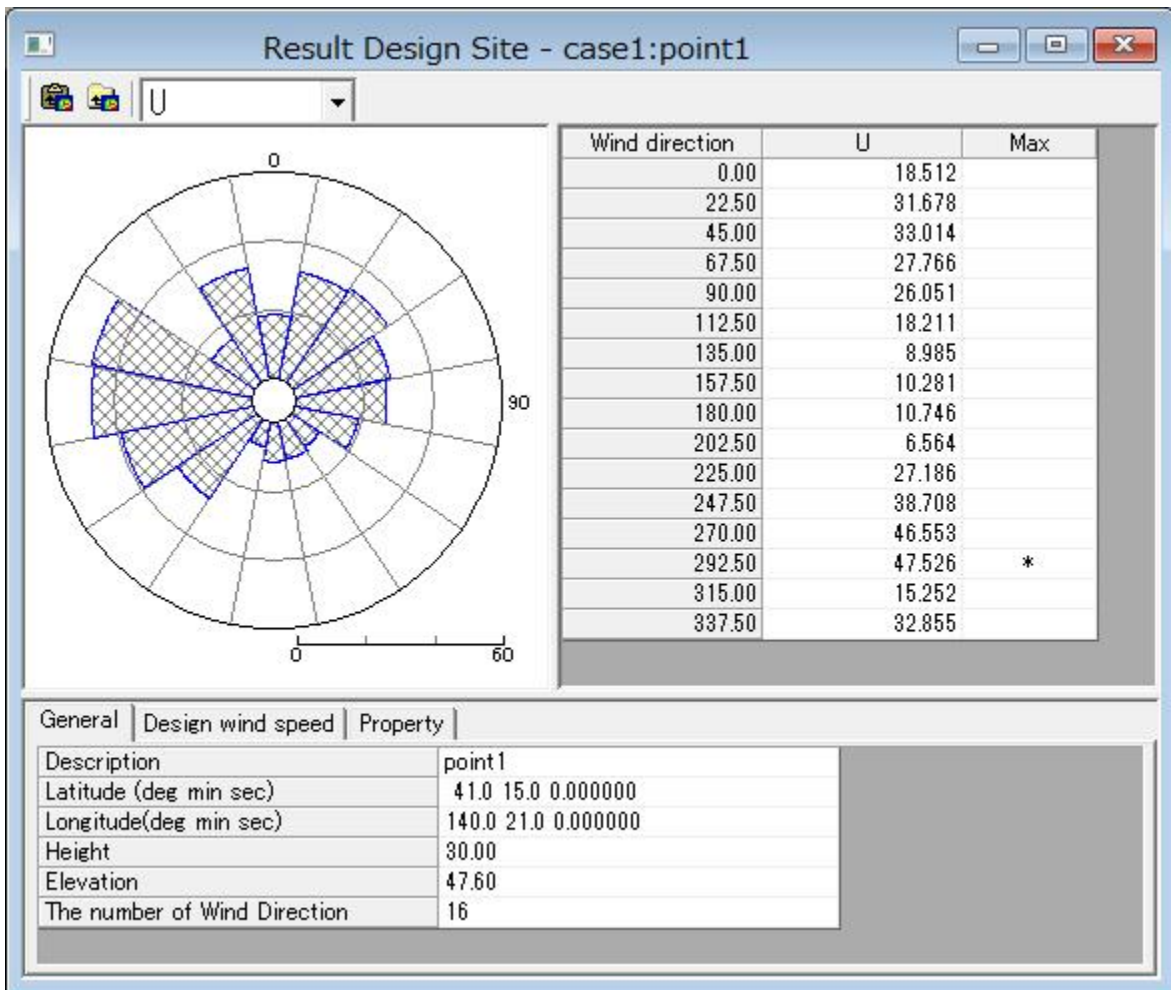 Result Design Site - case1:point1
U
0
90
0 60
Wind direction U Max
0.00 18.512
22.50 31.678
45.00 33.014
67.50 27.766
90.00 26.051
112.50 18.211
135.00 8.985
157.50 10.281
180.00 10.746
202.50 6.564
225.00 27.186
247.50 38.708
270.00 46.553
292.50 47.526 *
315.00 15.252
337.50 32.855
General Design wind speed Property
Description point1
Latitude (deg min sec) 41.0 15.0 0.000000
Longitude(deg min sec) 140.0 21.0 0.000000
Height 30.00
Elevation 47.60
The number of Wind Direction 16